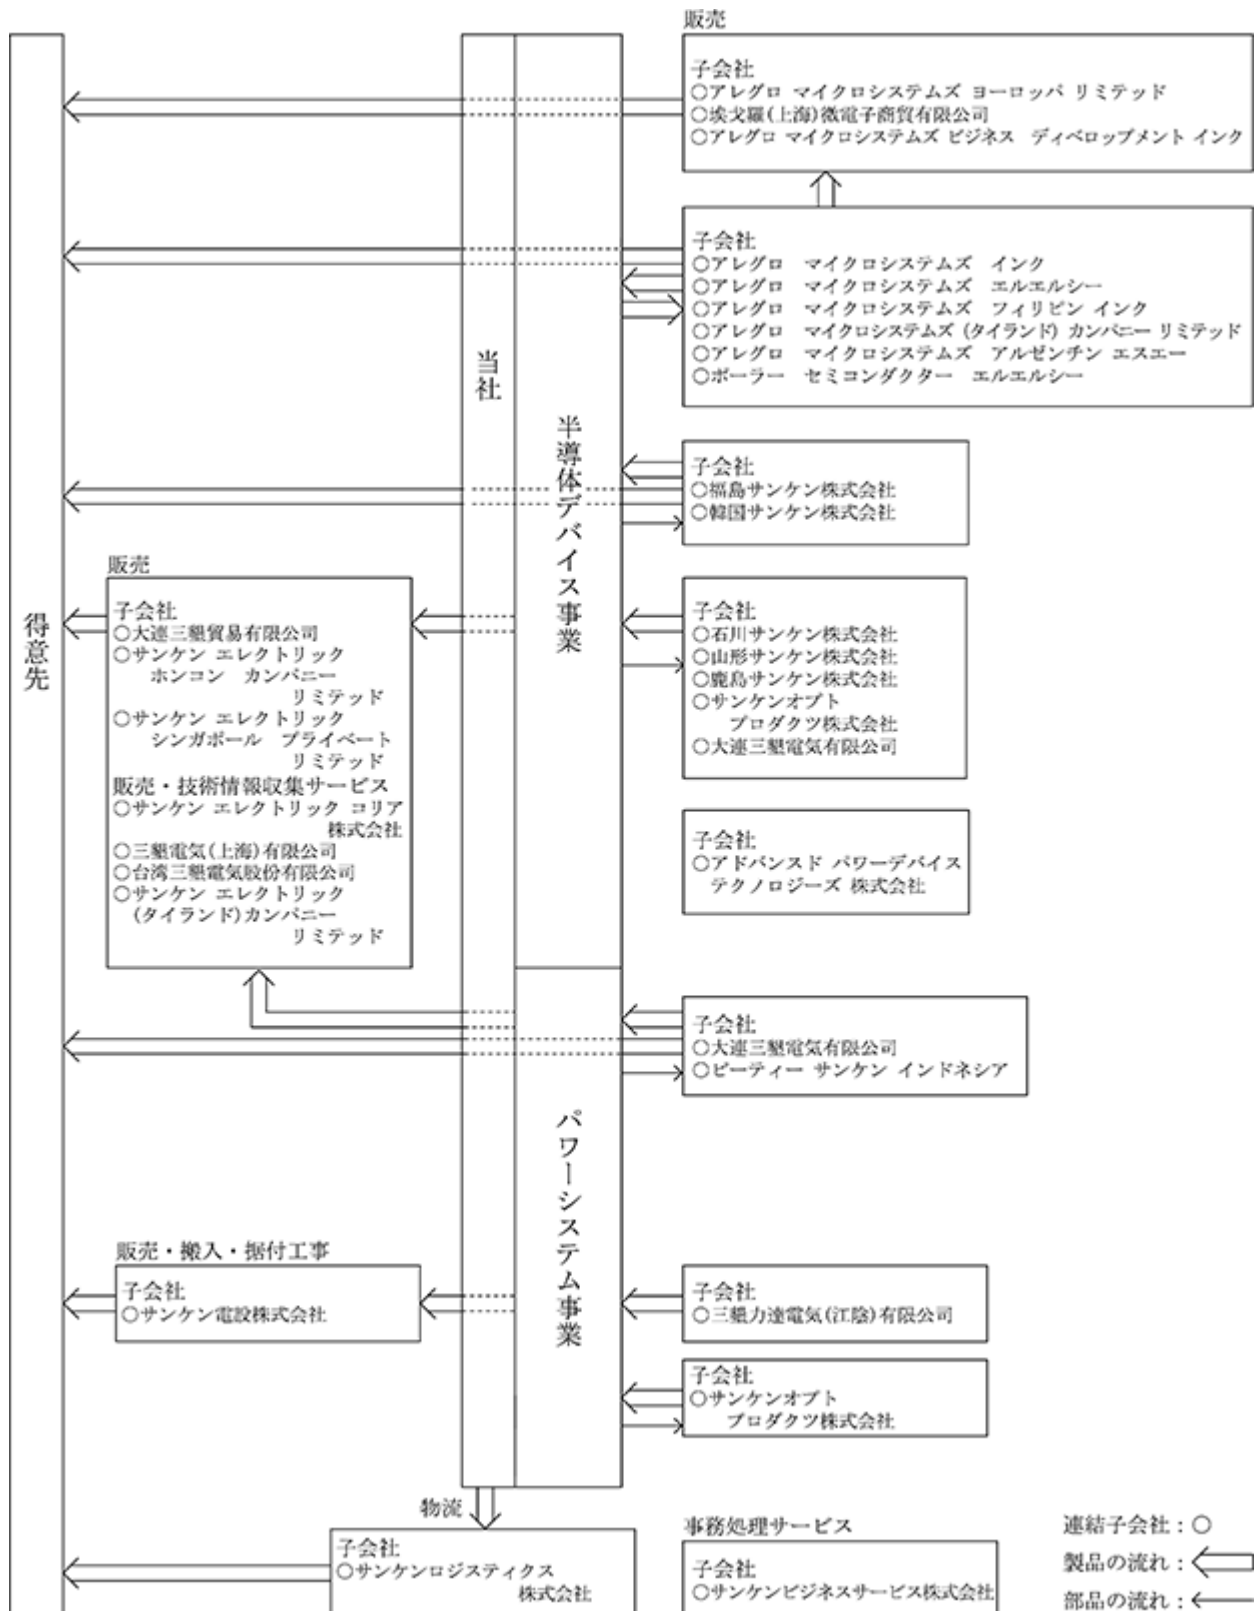 販売
子会社
○アレグロ マイクロシステムズ ヨーロッパ リミテッド
○埃戈羅(上海)微電子商貿有限公司
○アレグロ マイクロシステムズ ビジネス ディベロップメント インク
子会社
○アレグロ マイクロシステムズ インク
○アレグロ マイクロシステムズ エルエルシー
○アレグロ マイクロシステムズ フィリピン インク
○アレグロ マイクロシステムズ (タイランド) カンパニー リミテッド
○アレグロ マイクロシステムズ アルゼンチン エスエー
○ポーラー セミコンダクター エルエルシー
当社
半導体デバイス事業
子会社
○福島サンケン株式会社
○韓国サンケン株式会社
得意先
販売
子会社
○大連三墾貿易有限公司
○サンケン エレクトリック
ホンコン カンパニー
リミテッド
○サンケン エレクトリック
シンガポール プライベート
リミテッド
販売・技術情報収集サービス
○サンケン エレクトリック コリア
株式会社
○三墾電気(上海)有限公司
○台湾三墾電気股份有限公司
○サンケン エレクトリック
(タイランド)カンパニー
リミテッド
子会社
○石川サンケン株式会社
○山形サンケン株式会社
○鹿島サンケン株式会社
○サンケンオプト
プロダクツ株式会社
○大連三墾電気有限公司
子会社
○アドバンスド パワーデバイス
テクノロジーズ 株式会社
子会社
○大連三墾電気有限公司
○ピーティー サンケン インドネシア
パワーシステム事業
販売・搬入・据付工事
子会社
○サンケン電設株式会社
子会社
○三墾力達電気(江陰)有限公司
子会社
○サンケンオプト
プロダクツ株式会社
物流
子会社
○サンケンロジスティクス
株式会社
事務処理サービス
子会社
○サンケンビジネスサービス株式会社
連結子会社：○
製品の流れ：
部品の流れ：